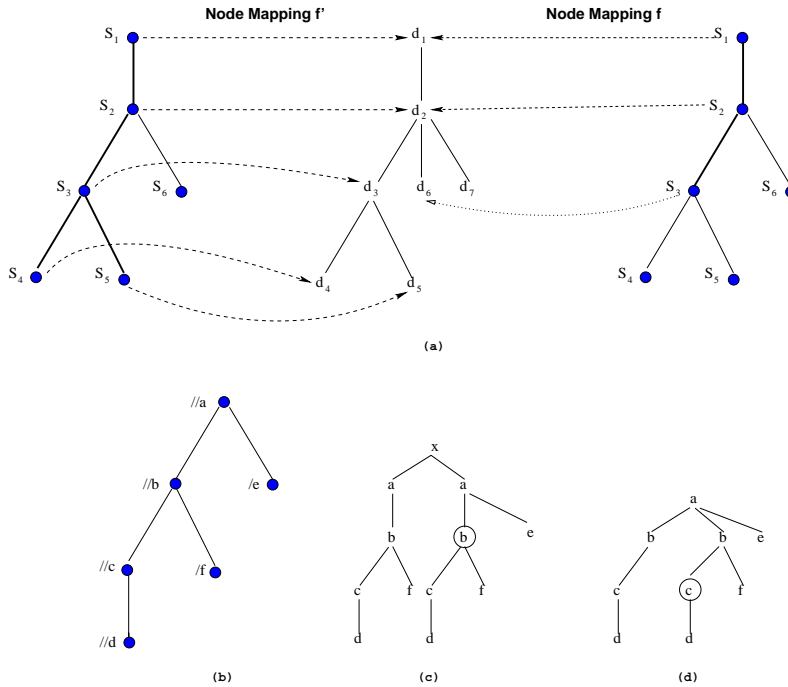 Node Mapping f' Node Mapping f
S1 d1 S1
S2 d2 S2
S3 S6 d3 d6 d7 S3 S6
S4 S5 d4 d5 S4 S5
(a)
//a
x
//b /e a a
a
b b e b b e
//c /f c f c f c c f
d d d d
//d
(b) (c) (d)